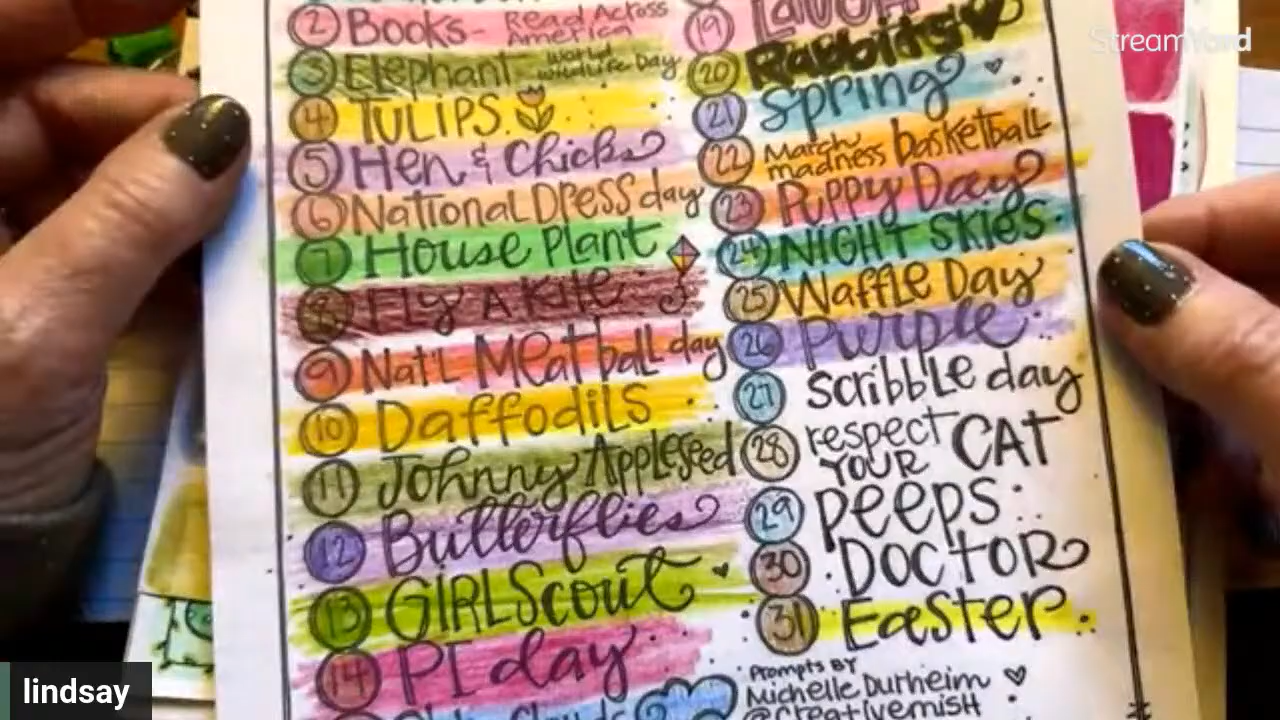 StreamYard
2 Books- Read Across
America
3 Elephant world
wildlife Day
4 TULIPS
5 Hen & Chicks
6 National Dress day
7 House Plant
8 Fly A Kite
9 Nat'l Meatball day
10 Daffodils
11 Johnny Appleseed
12 Butterflies
13 GIRL Scout
14 PI day
19 Laugh
20 Rabbits
21 Spring
22 March
madness basketball
23 Puppy Day
24 NIGHT SKIES
25 Waffle Day
26 Purple
27 scribble day
28 respect
YOUR CAT
29 Peeps
30 DOCTOR
31 Easter
Prompts BY
Michelle Durheim
@creativemish
lindsay